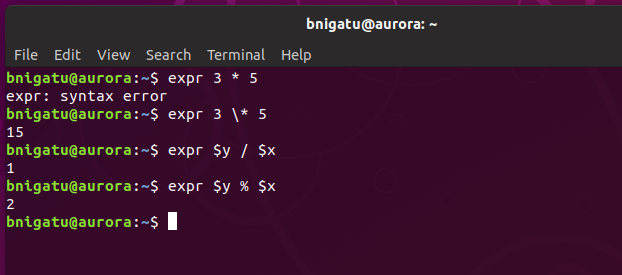 bnigatu@aurora: ~
File Edit View Search Terminal Help
bnigatu@aurora:~$ expr 3 * 5
expr: syntax error
bnigatu@aurora:~$ expr 3 \* 5
15
bnigatu@aurora:~$ expr $y / $x
1
bnigatu@aurora:~$ expr $y % $x
2
bnigatu@aurora:~$